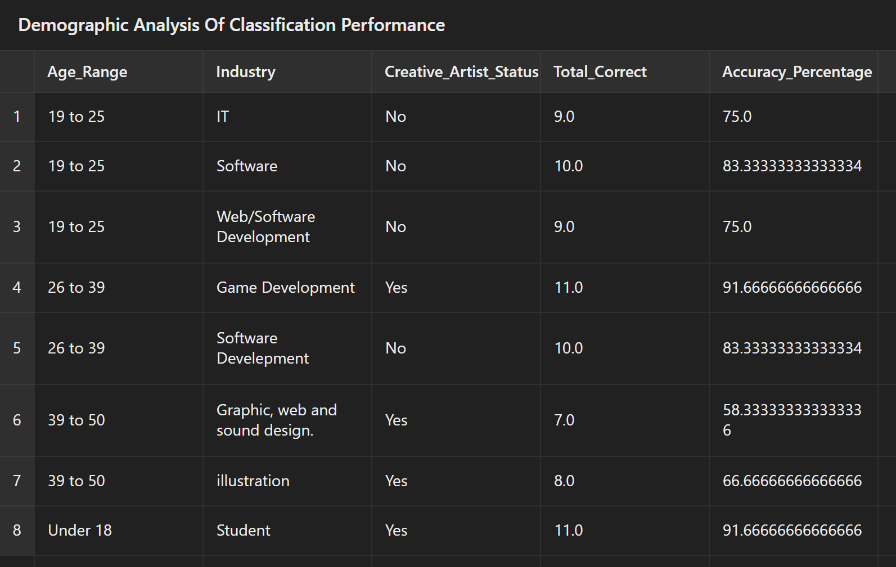 Demographic Analysis Of Classification Performance
Age_Range Industry Creative_Artist_Status Total_Correct Accuracy_Percentage
1 19 to 25 IT No 9.0 75.0
2 19 to 25 Software No 10.0 83.33333333333334
3 19 to 25 Web/Software Development No 9.0 75.0
4 26 to 39 Game Development Yes 11.0 91.66666666666666
5 26 to 39 Software Develepment No 10.0 83.33333333333334
6 39 to 50 Graphic, web and sound design. Yes 7.0 58.333333333333336
7 39 to 50 illustration Yes 8.0 66.66666666666666
8 Under 18 Student Yes 11.0 91.66666666666666